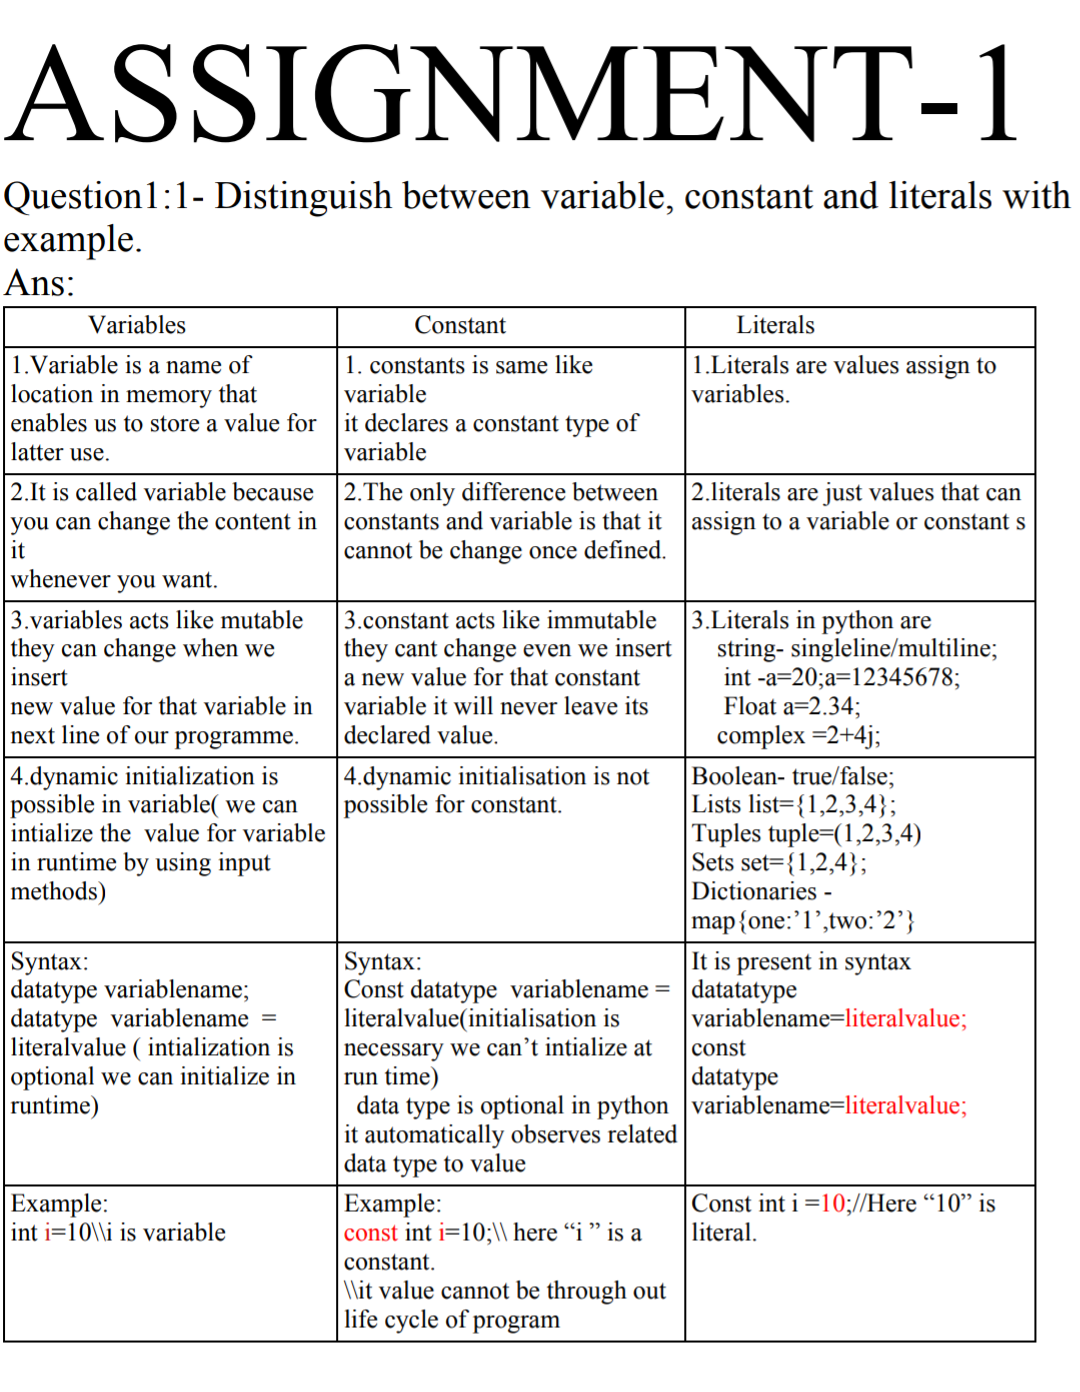 ASSIGNMENT-1
Question1:1- Distinguish between variable, constant and literals with
example.
Ans:
Variables
Constant
Literals
1.Variable is a name of
location in memory that
enables us to store a value for
latter use.
1. constants is same like
variable
it declares a constant type of
variable
1.Literals are values assign to
variables.
2.It is called variable because
you can change the content in
it
whenever you want.
2.The only difference between
constants and variable is that it
cannot be change once defined.
2.literals are just values that can
assign to a variable or constant s
3.variables acts like mutable
they can change when we
insert
new value for that variable in
next line of our programme.
3.constant acts like immutable
they cant change even we insert
a new value for that constant
variable it will never leave its
declared value.
3.Literals in python are
string- singleline/multiline;
int -a=20;a=12345678;
Float a=2.34;
complex =2+4j;
4.dynamic initialization is
possible in variable( we can
intialize the  value for variable
in runtime by using input
methods)
4.dynamic initialisation is not
possible for constant.
Boolean- true/false;
Lists list={1,2,3,4};
Tuples tuple=(1,2,3,4)
Sets set={1,2,4};
Dictionaries -
map{one:’1’,two:’2’}
Syntax:
datatype variablename;
datatype  variablename  =
literalvalue ( intialization is
optional we can initialize in
runtime)
Syntax:
Const datatype  variablename =
literalvalue(initialisation is
necessary we can’t intialize at
run time)
data type is optional in python
it automatically observes related
data type to value
It is present in syntax
datatatype
variablename=literalvalue;
const
datatype
variablename=literalvalue;
Example:
int i=10\\i is variable
Example:
const int i=10;\\ here “i ” is a
constant.
\\it value cannot be through out
life cycle of program
Const int i =10;//Here “10” is
literal.